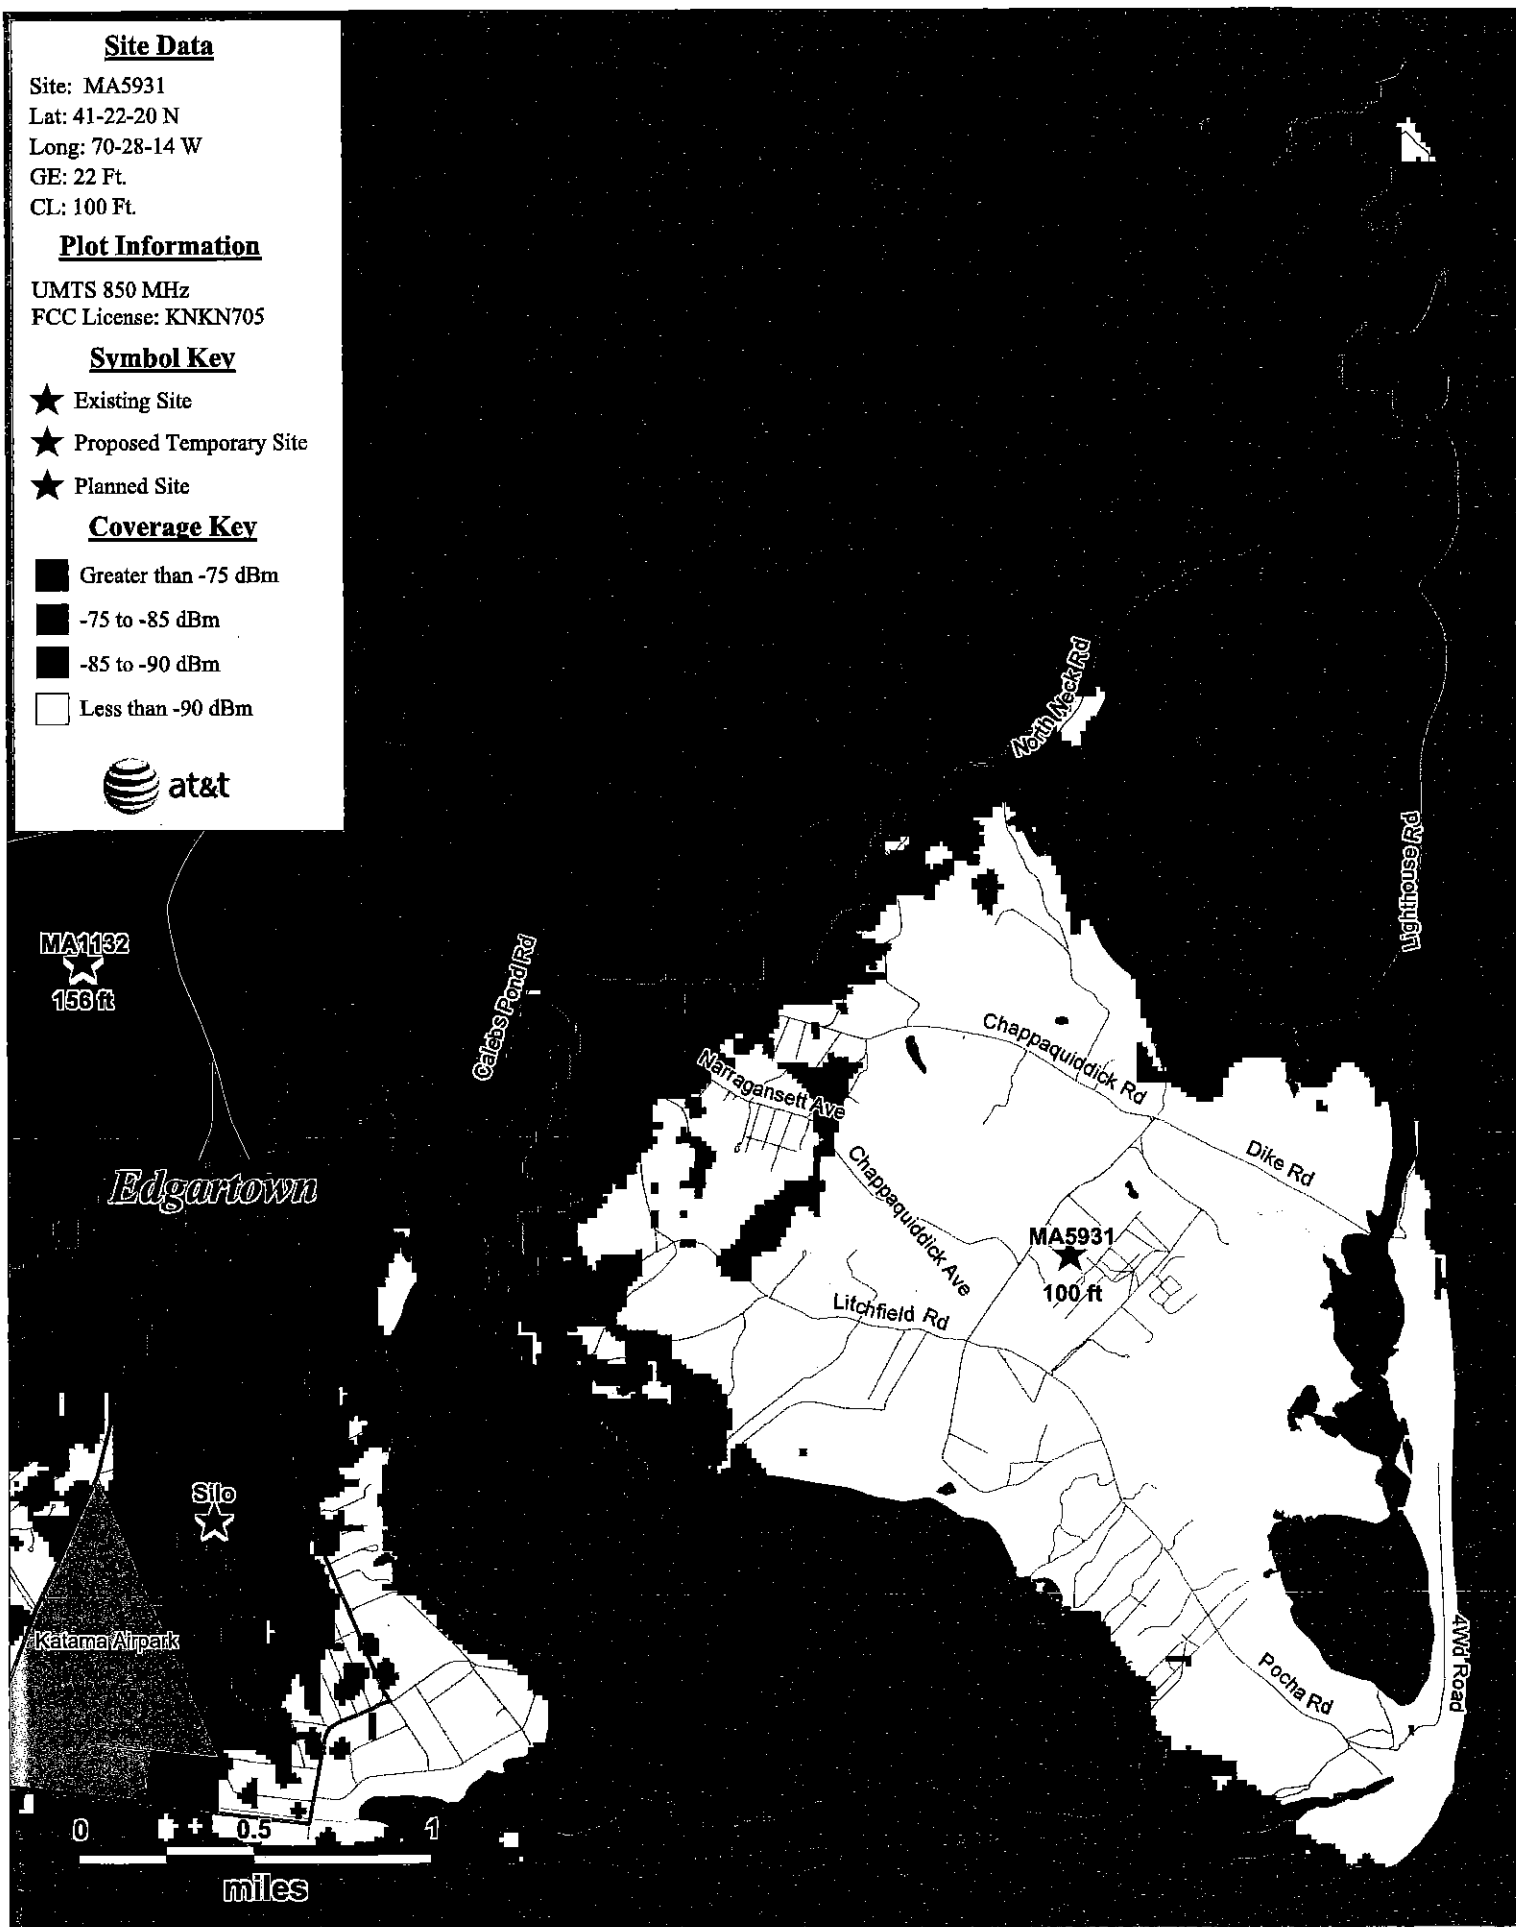 Site Data
Site: MA5931
Lat: 41-22-20 N
Long: 70-28-14 W
GE: 22 Ft.
CL: 100 Ft.
Plot Information
UMTS 850 MHz
FCC License: KNKN705
Symbol Key
Existing Site
Proposed Temporary Site
Planned Site
Coverage Key
Greater than -75 dBm
-75 to -85 dBm
-85 to -90 dBm
Less than -90 dBm
at&t
North Neck Rd
Lighthouse Rd
MA1132
156 ft
Calebs Pond Rd
Chappaquiddick Rd
Narragansett Ave
Dike Rd
Edgartown
Chappaquiddick Ave
MA5931
100 ft
Litchfield Rd
Silo
Katama Airpark
Pocha Rd
4Wd Road
0 0.5 1
miles